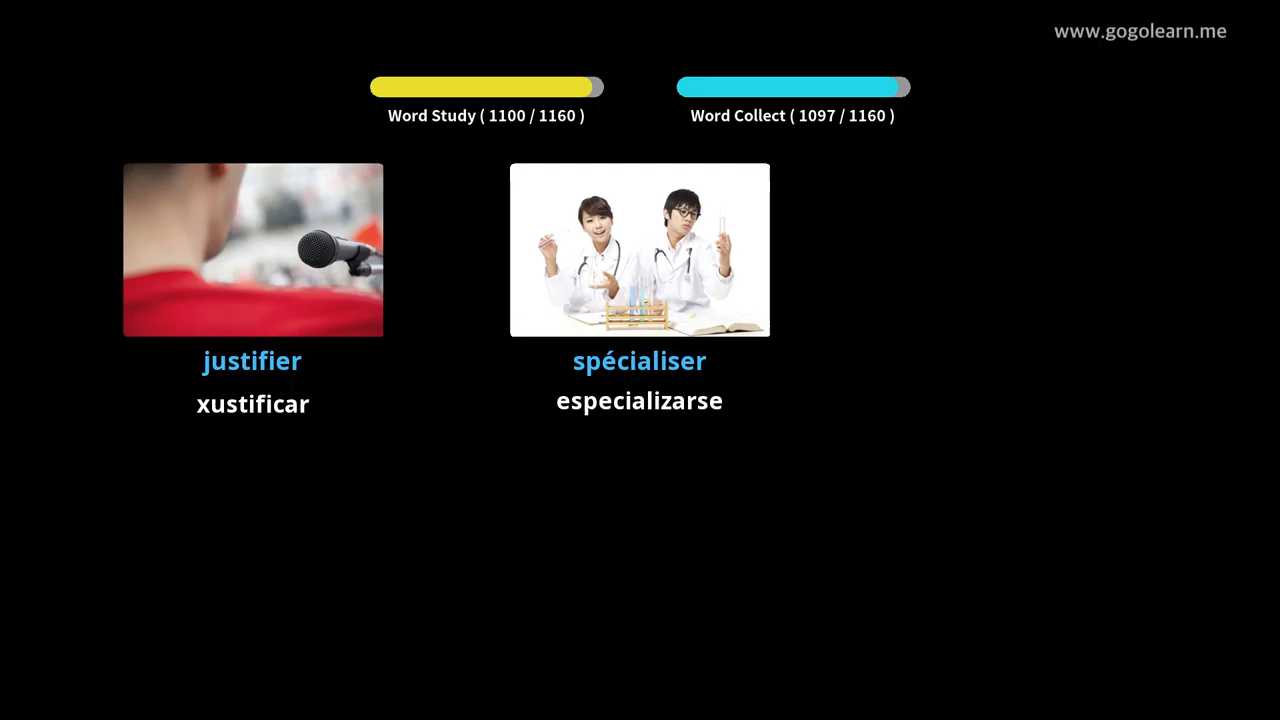 www.gogolearn.me
Word Study ( 1100 / 1160 )
Word Collect ( 1097 / 1160 )
justifier
spécialiser
xustificar
especializarse